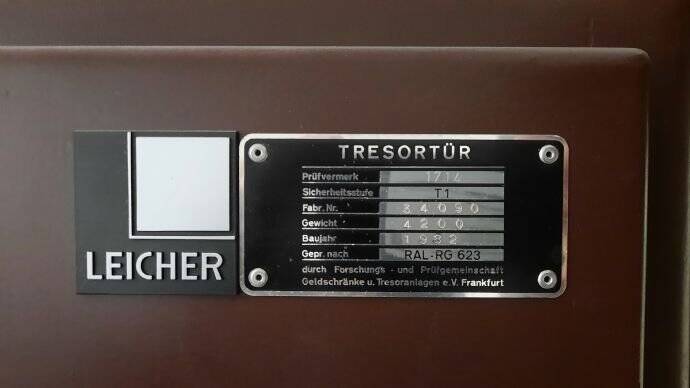 LEICHER
TRESORTÜR
Prüfvermerk 1714
Sicherheitsstufe T1
Fabr. Nr. 34090
Gewicht 4200
Baujahr 1982
Gepr. nach RAL-RG 623
durch Forschung's - und Prüfgemeinschaft
Geldschränke u. Tresoranlagen e.V. Frankfurt